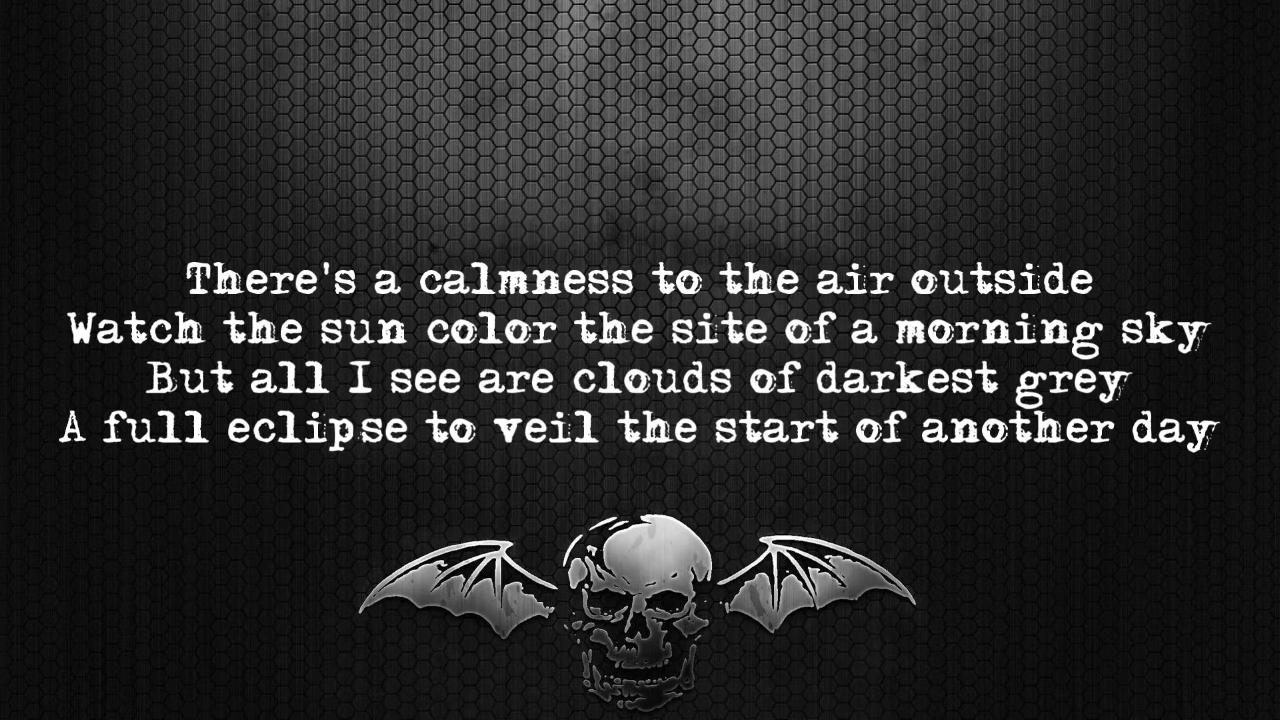 There's a calmness to the air outside
Watch the sun color the site of a morning sky
But all I see are clouds of darkest grey
A full eclipse to veil the start of another day